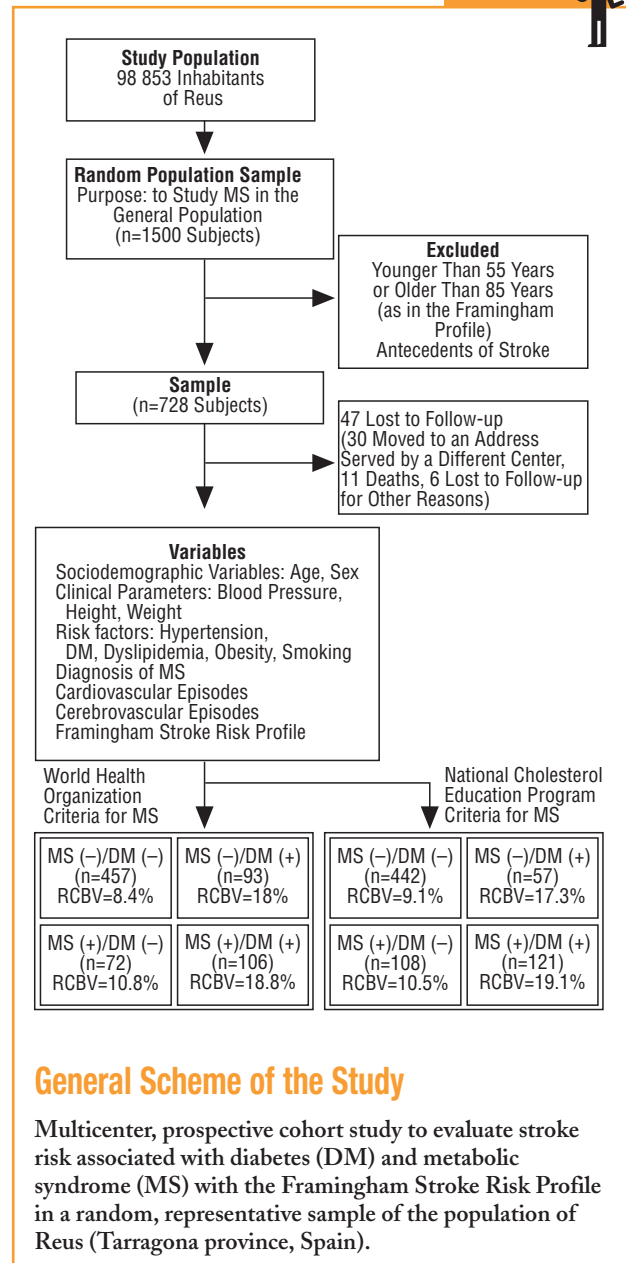 Study Population
98 853 Inhabitants
of Reus
Random Population Sample
Purpose: to Study MS in the
General Population
(n=1500 Subjects)
Excluded
Younger Than 55 Years
or Older Than 85 Years
(as in the Framingham
Profile)
Antecedents of Stroke
Sample
(n=728 Subjects)
47 Lost to Follow-up
(30 Moved to an Address
Served by a Different Center,
11 Deaths, 6 Lost to Follow-up
for Other Reasons)
Variables
Sociodemographic Variables: Age, Sex
Clinical Parameters: Blood Pressure,
Height, Weight
Risk factors: Hypertension,
DM, Dyslipidemia, Obesity, Smoking
Diagnosis of MS
Cardiovascular Episodes
Cerebrovascular Episodes
Framingham Stroke Risk Profile
World Health
Organization
Criteria for MS
National Cholesterol
Education Program
Criteria for MS
MS (–)/DM (–)
(n=457)
RCBV=8.4%
MS (–)/DM (+)
(n=93)
RCBV=18%
MS (+)/DM (–)
(n=72)
RCBV=10.8%
MS (+)/DM (+)
(n=106)
RCBV=18.8%
MS (–)/DM (–)
(n=442)
RCBV=9.1%
MS (–)/DM (+)
(n=57)
RCBV=17.3%
MS (+)/DM (–)
(n=108)
RCBV=10.5%
MS (+)/DM (+)
(n=121)
RCBV=19.1%
General Scheme of the Study
Multicenter, prospective cohort study to evaluate stroke
risk associated with diabetes (DM) and metabolic
syndrome (MS) with the Framingham Stroke Risk Profile
in a random, representative sample of the population of
Reus (Tarragona province, Spain).